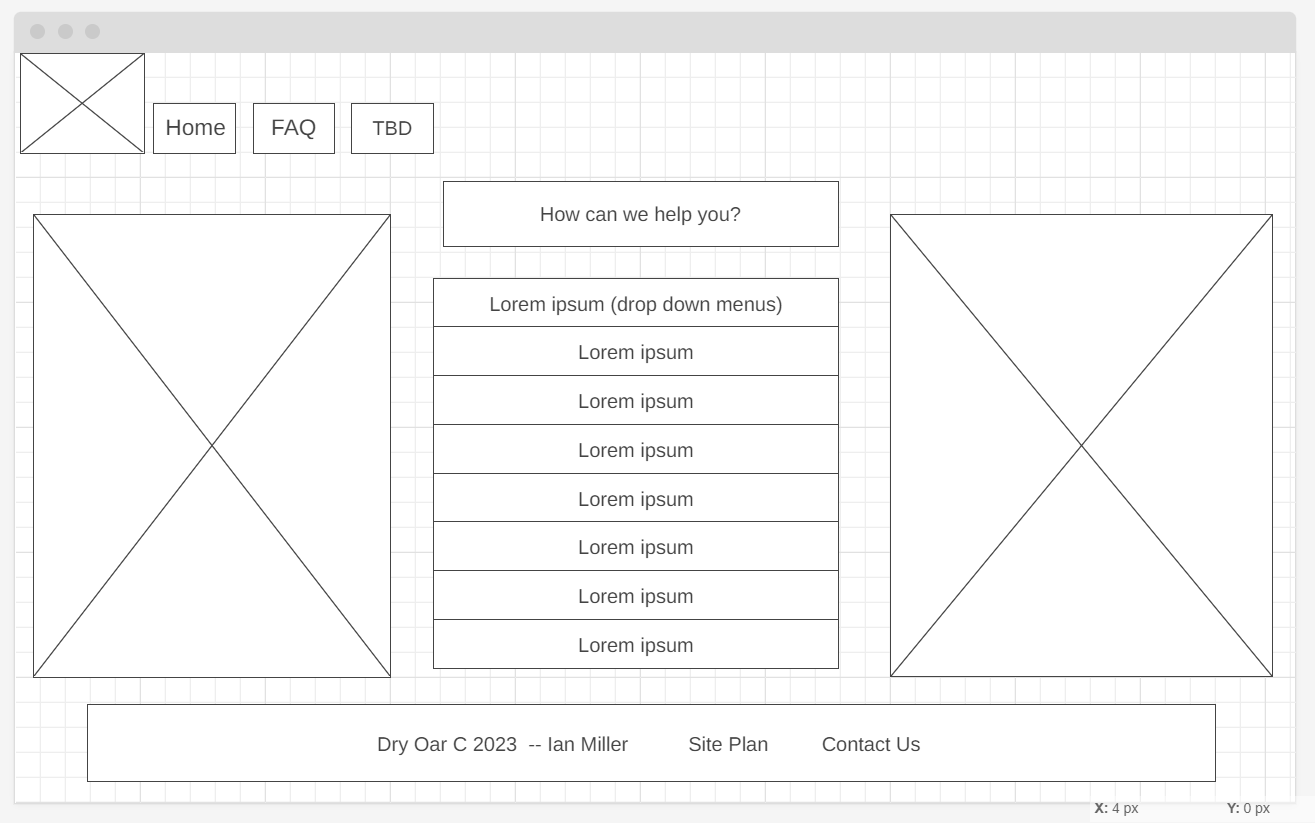 Home
FAQ
TBD
How can we help you?
Lorem ipsum (drop down menus)
Lorem ipsum
Lorem ipsum
Lorem ipsum
Lorem ipsum
Lorem ipsum
Lorem ipsum
Lorem ipsum
Dry Oar C 2023  -- Ian Miller Site Plan Contact Us
X: 4 px Y: 0 px